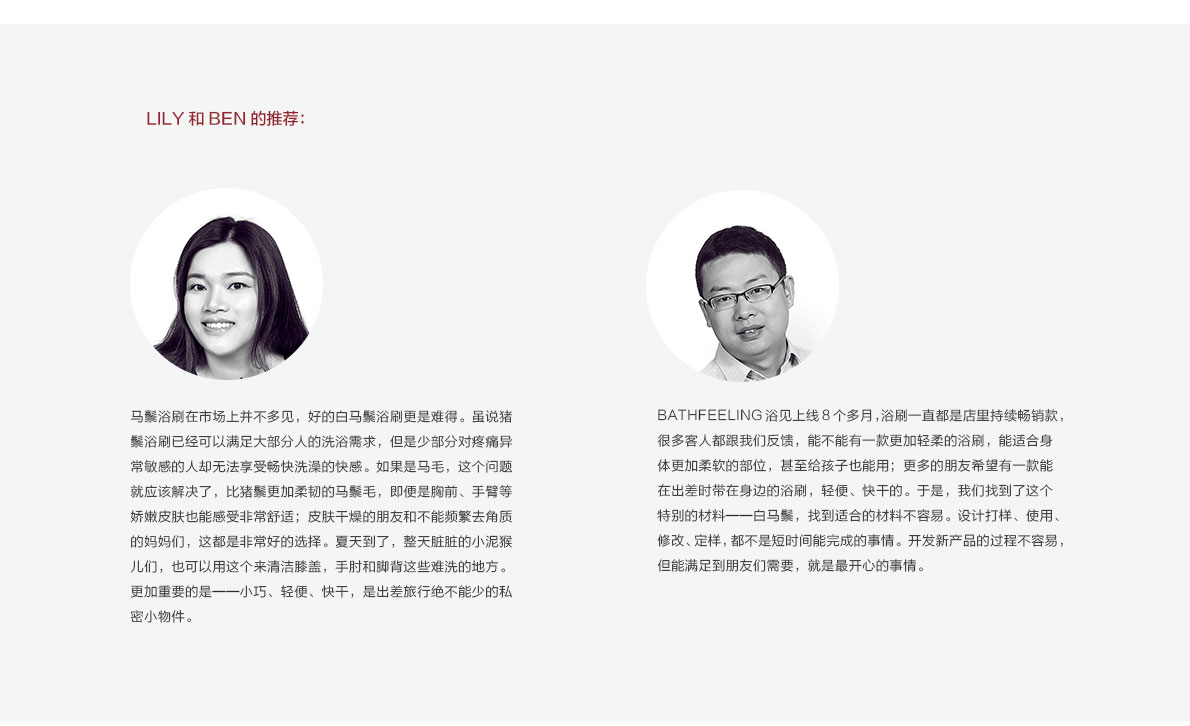 LILY 和 BEN 的推荐：
马鬃浴刷在市场上并不多见，好的白马鬃浴刷更是难得。虽说猪
鬃浴刷已经可以满足大部分人的洗浴需求，但是少部分对疼痛异
常敏感的人却无法享受畅快洗澡的快感。如果是马毛，这个问题
就应该解决了，比猪鬃更加柔韧的马鬃毛，即便是胸前、手臂等
娇嫩皮肤也能感受非常舒适；皮肤干燥的朋友和不能频繁去角质
的妈妈们，这都是非常好的选择。夏天到了，整天脏脏的小泥猴
儿们，也可以用这个来清洁膝盖，手肘和脚背这些难洗的地方。
更加重要的是——小巧、轻便、快干，是出差旅行绝不能少的私
密小物件。
BATHFEELING 浴见上线 8 个多月，浴刷一直都是店里持续畅销款，
很多客人都跟我们反馈，能不能有一款更加轻柔的浴刷，能适合身
体更加柔软的部位，甚至给孩子也能用；更多的朋友希望有一款能
在出差时带在身边的浴刷，轻便、快干的。于是，我们找到了这个
特别的材料——白马鬃，找到适合的材料不容易。设计打样、使用、
修改、定样，都不是短时间能完成的事情。开发新产品的过程不容易，
但能满足到朋友们需要，就是最开心的事情。